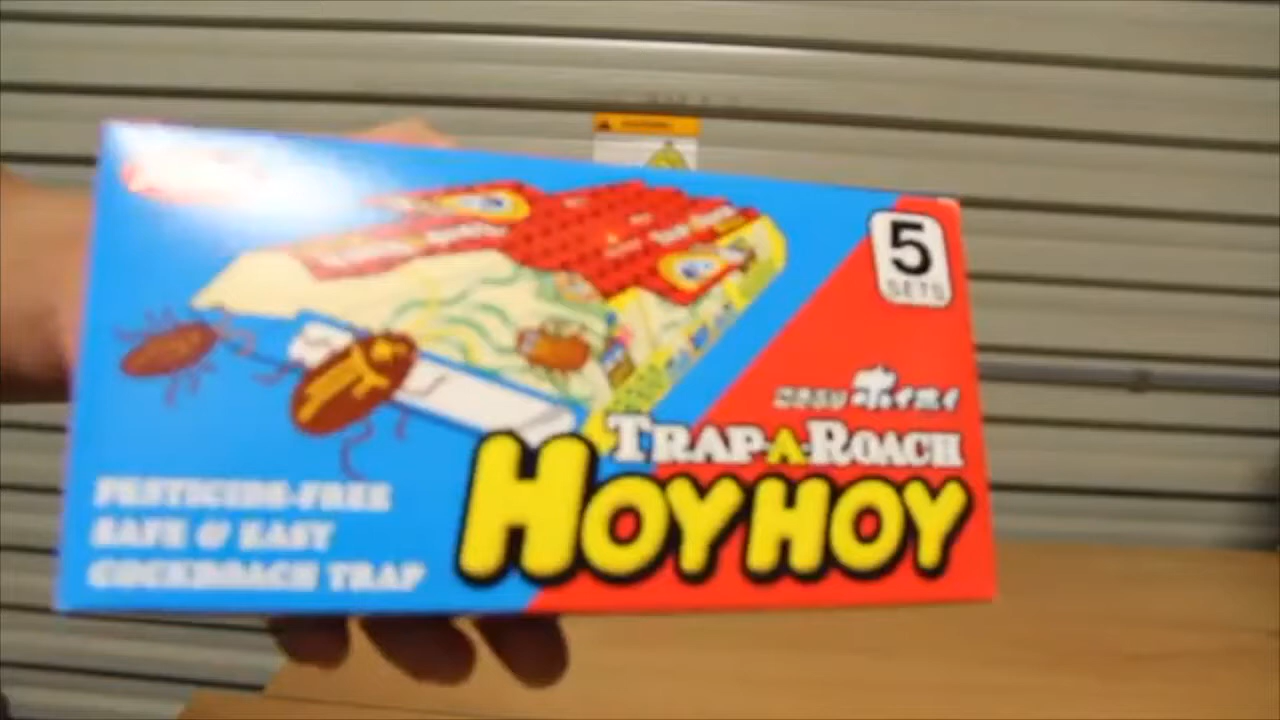 5
SETS
ごきぶり ホイホイ
TRAP-A-ROACH
HOYHOY
PESTICIDE-FREE
SAFE & EASY
COCKROACH TRAP